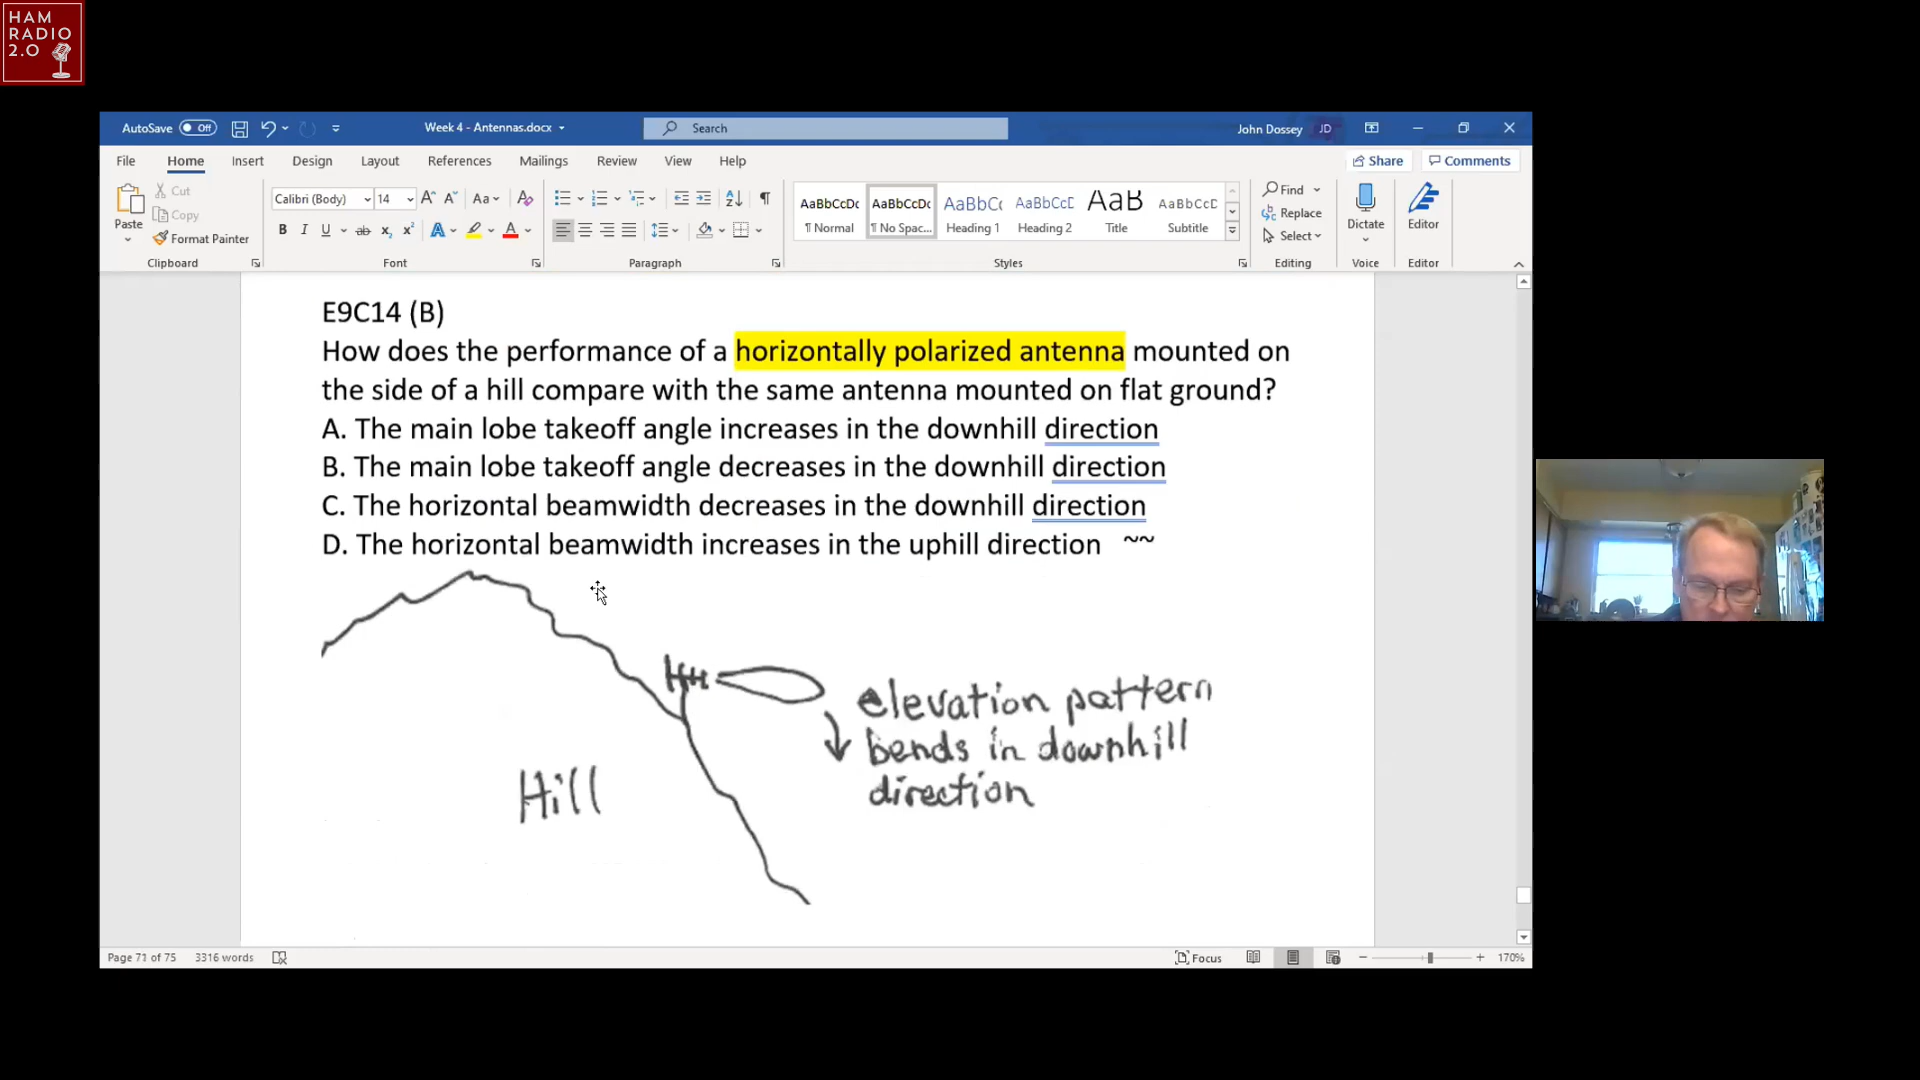 HAM
RADIO
2.0
AutoSave Off
Week 4 - Antennas.docx
Search
John Dossey JD
File Home Insert Design Layout References Mailings Review View Help
Share Comments
Paste
Cut
Copy
Format Painter
Clipboard
Calibri (Body) 14
Font
Paragraph
AaBbCcDc AaBbCcDc AaBbCc AaBbCcD AaB AaBbCcD
¶ Normal ¶ No Spac... Heading 1 Heading 2 Title Subtitle
Styles
Find
Replace
Select
Editing
Dictate
Voice
Editor
Editor
E9C14 (B)
How does the performance of a horizontally polarized antenna mounted on
the side of a hill compare with the same antenna mounted on flat ground?
A. The main lobe takeoff angle increases in the downhill direction
B. The main lobe takeoff angle decreases in the downhill direction
C. The horizontal beamwidth decreases in the downhill direction
D. The horizontal beamwidth increases in the uphill direction ~~
elevation pattern
bends in downhill
direction
Hill
Page 71 of 75 3316 words
Focus
170%